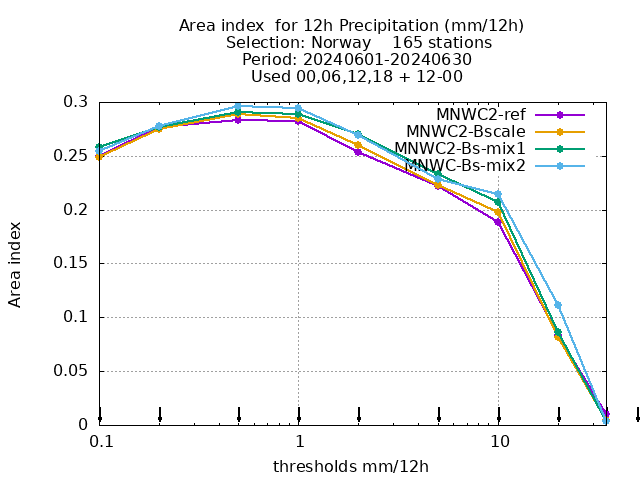 Area index  for 12h Precipitation (mm/12h)
Selection: Norway    165 stations
Period: 20240601-20240630
Used 00,06,12,18 + 12-00
MNWC2-ref
MNWC2-Bscale
MNWC2-Bs-mix1
MNWC-Bs-mix2
0.3
0.25
0.2
0.15
0.1
0.05
0
Area index
0.1
1
10
thresholds mm/12h